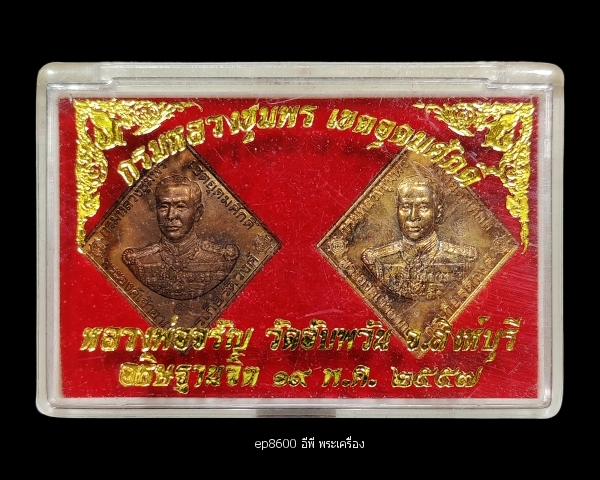 กรมหลวงชุมพร เขตอุดมศักดิ์
หลวงพ่อจรัญ วัดอัมพวัน จ.สิงห์บุรี
อธิษฐานจิต ๑๙ พ.ค. ๒๕๕๗
ep8600 อีพี พระเครื่อง